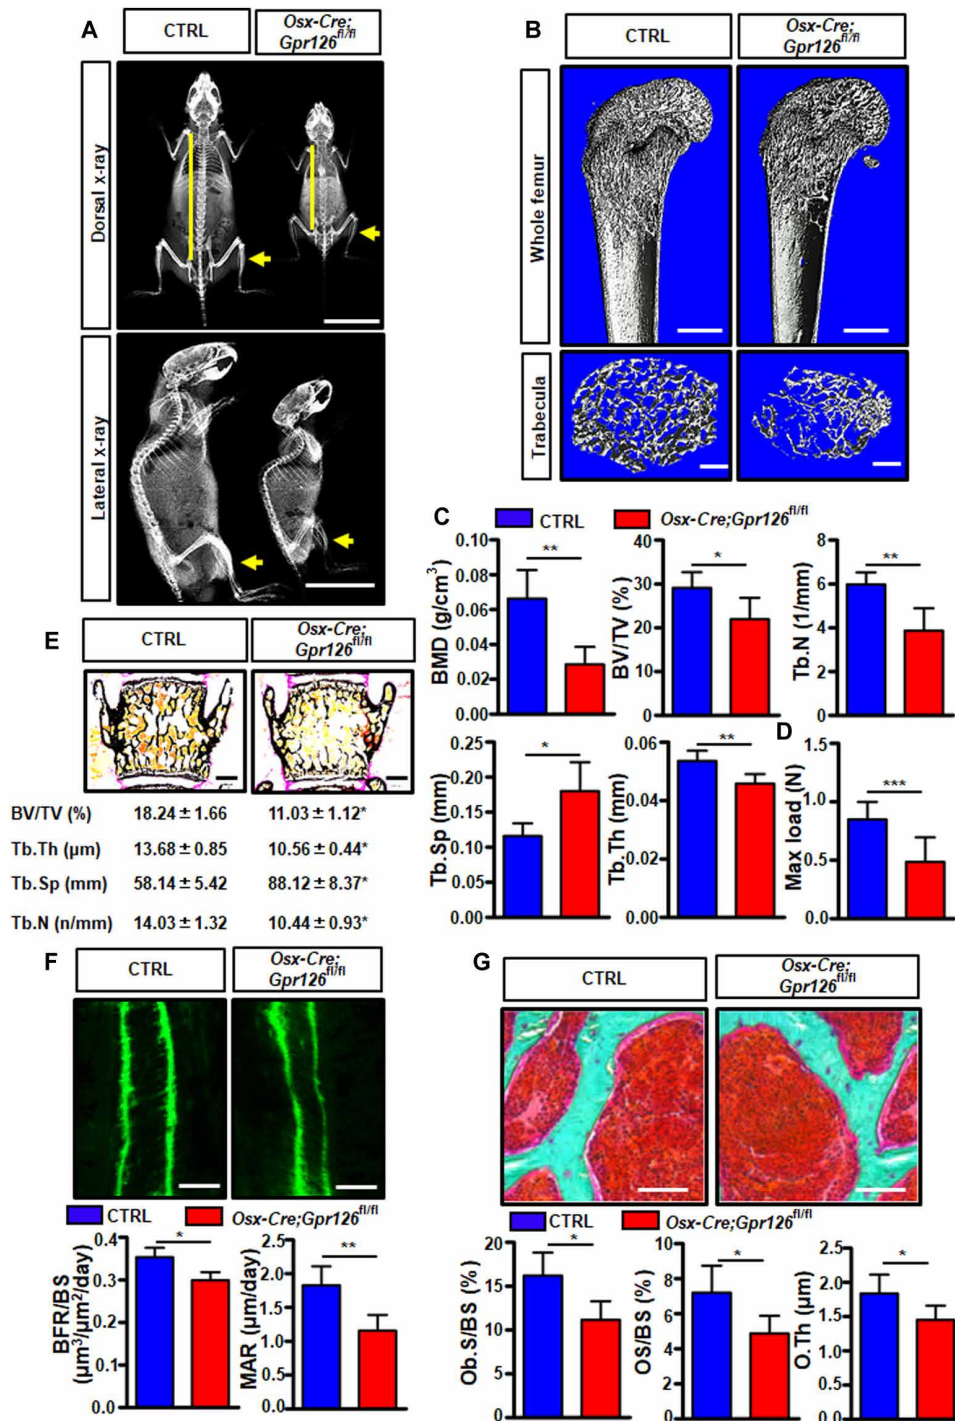 A
CTRL
Osx-Cre;
Gpr126fl/fl
Dorsal x-ray
Lateral x-ray
B
CTRL
Osx-Cre;
Gpr126fl/fl
Whole femur
Trabecula
C
CTRL
Osx-Cre;Gpr126fl/fl
BMD (g/cm3)
0.10
0.08
0.06
0.04
0.02
0.00
**
BV/TV (%)
40
30
20
10
0
*
Tb.N (1/mm)
8
6
4
2
0
**
Tb.Sp (mm)
0.25
0.20
0.15
0.10
0.05
0.00
*
Tb.Th (mm)
0.06
0.04
0.02
0.00
**
D
Max load (N)
1.5
1.0
0.5
0.0
***
E
CTRL
Osx-Cre;
Gpr126fl/fl
BV/TV (%) 18.24 ± 1.66 11.03 ± 1.12*
Tb.Th (µm) 13.68 ± 0.85 10.56 ± 0.44*
Tb.Sp (mm) 58.14 ± 5.42 88.12 ± 8.37*
Tb.N (n/mm) 14.03 ± 1.32 10.44 ± 0.93*
F
CTRL
Osx-Cre;
Gpr126fl/fl
CTRL
Osx-Cre;Gpr126fl/fl
BFR/BS
(µm3/µm2/day)
0.4
0.3
0.2
0.1
0.0
*
MAR (µm/day)
2.5
2.0
1.5
1.0
0.5
0.0
**
G
CTRL
Osx-Cre;
Gpr126fl/fl
CTRL
Osx-Cre;Gpr126fl/fl
Ob.S/BS (%)
20
15
10
5
0
*
OS/BS (%)
10
8
6
4
2
0
*
O.Th (µm)
2.5
2.0
1.5
1.0
0.5
0.0
*